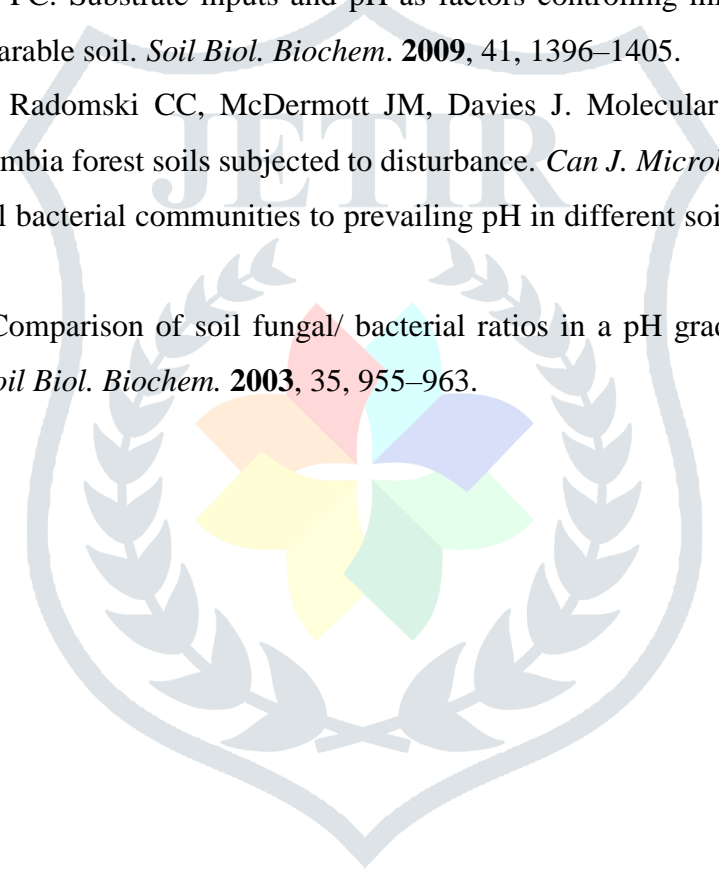 PC. Substrate inputs and pH as factors controlling
arable soil. Soil Biol. Biochem. 2009, 41, 1396–1405.
Radomski CC, McDermott JM, Davies J. Molecular
mbia forest soils subjected to disturbance. Can J. Microb
JETIR
l bacterial communities to prevailing pH in different soi
Comparison of soil fungal/ bacterial ratios in a pH grad
oil Biol. Biochem. 2003, 35, 955–963.